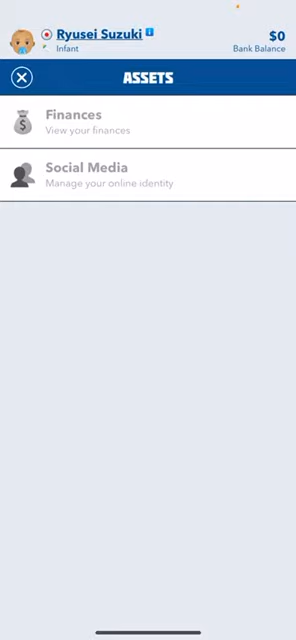 Ryusei Suzuki
$0
Infant
Bank Balance
ASSETS
Finances
View your finances
Social Media
Manage your online identity